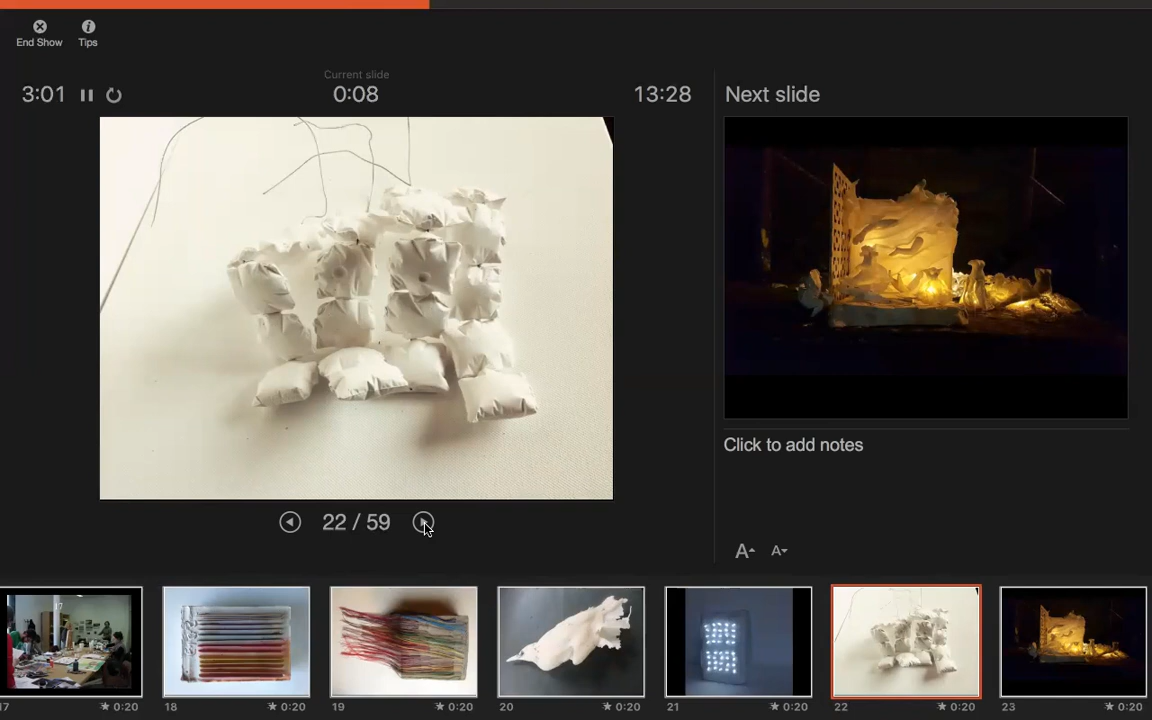 End Show
Tips
Current slide
3:01
0:08
13:28
Next slide
Click to add notes
22 / 59
A
A
17
0:20
18
0:20
19
0:20
20
0:20
21
0:20
22
0:20
23
0:20